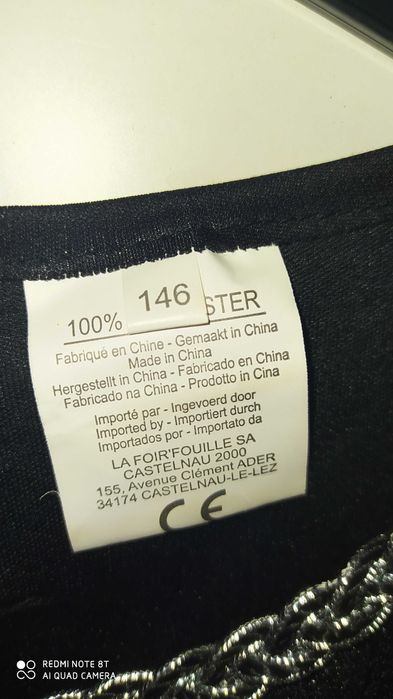 146
100% STER
Fabriqué en Chine - Gemaakt in China
Made in China
Hergestellt in China - Fabricado en China
Fabricado na China - Prodotto in Cina
Importé par - Ingevoerd door
Imported by - Importiert durch
Importados por - Importato da
LA FOIR'FOUILLE SA
CASTELNAU 2000
155, Avenue Clément ADER
34174 CASTELNAU-LE-LEZ
CE
REDMI NOTE 8T
AI QUAD CAMERA